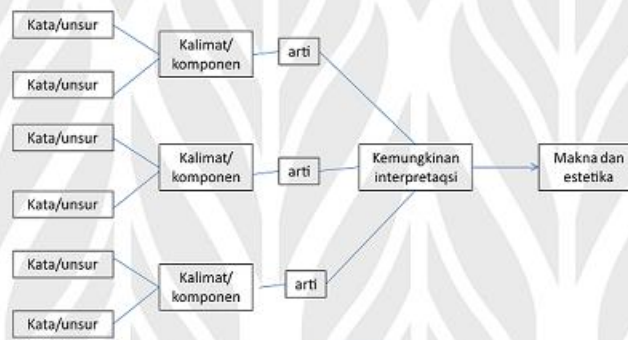 Kata/unsur
Kata/unsur
Kalimat/
komponen
arti
Kata/unsur
Kata/unsur
Kalimat/
komponen
arti
Kemungkinan
interpretaqsi
Makna dan
estetika
Kata/unsur
Kata/unsur
Kalimat/
komponen
arti